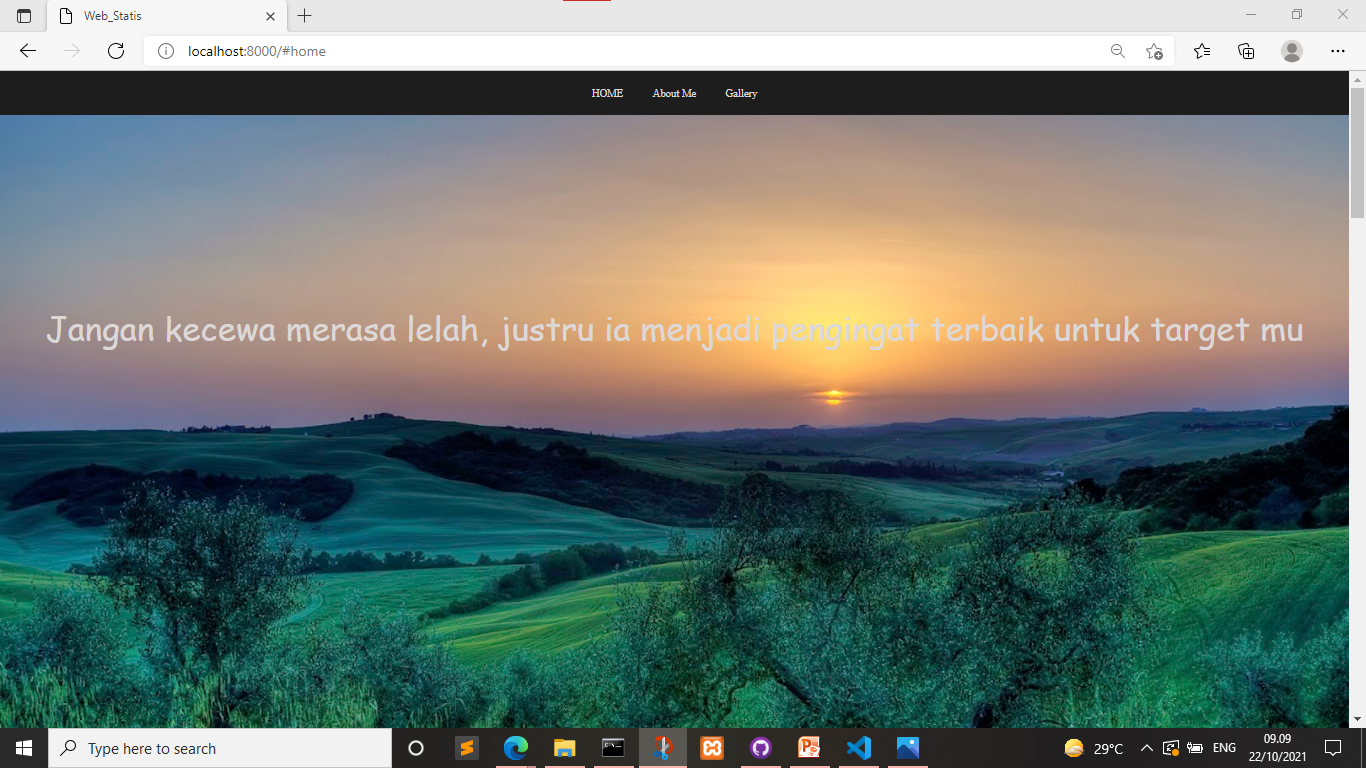 Web_Statis
localhost:8000/#home
HOME About Me Gallery
Jangan kecewa merasa lelah, justru ia menjadi pengingat terbaik untuk target mu
Type here to search
29°C
ENG
09.09
22/10/2021